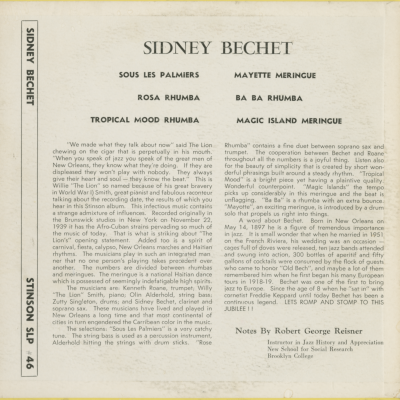 SIDNEY BECHET
STINSON SLP #46
SIDNEY BECHET
SOUS LES PALMIERS MAYETTE MERINGUE
ROSA RHUMBA BA BA RHUMBA
TROPICAL MOOD RHUMBA MAGIC ISLAND MERINGUE
"We made what they talk about now" said The Lion
chewing on the cigar that is perpetually in his mouth.
"When you speak of jazz you speak of the great men of
New Orleans, they know what they're doing. If they are
displeased they won't play with nobody. They always
give their heart and soul — they know the beat." This is
Willie "The Lion" so named because of his great bravery
in World War I) Smith, great pianist and fabulous raconteur
talking about the recording date, the results of which you
hear in this Stinson album. This infectious music contains
a strange admixture of influences. Recorded originally in
the Brunswick studios in New York on November 22,
1939 it has the Afro-Cuban strains pervading so much of
the music of today. That is what is striking about "The
Lion's" opening statement. Added to is a spirit of
carnival, fiesta, calypso, New Orleans marches and Haitian
rhythms. The musicians play in such an integrated man-
ner that no one person's playing takes precedent over
another. The numbers are divided between rhumbas
and meringues. The meringue is a national Haitian dance
which is possessed of seemingly indefatigable high spirits.
The musicians are, Kenneth Roane, trumpet; Willy
"The Lion" Smith, piano; Olin Alderhold, string bass;
Zutty Singleton, drums; and Sidney Bechet, clarinet and
soprano sax. These musicians have lived and played in
New Orleans a long time and that most continental of
cities in turn engendered the Carribean color in the music.
The selections. "Sous Les Palmiers" is a very catchy
tune. The string bass is used as a percussion instrument,
Alderhold hitting the strings with drum sticks. "Rose
Rhumba" contains a fine duet between soprano sax and
trumpet. The cooperation between Bechet and Roane
throughout all the numbers is a joyful thing. Listen also
for the beauty of simplicity that is created by short won-
derful phrasings built around a steady rhythm. "Tropical
Mood" is a bright piece yet having a plaintive quality.
Wonderful counterpoint. "Magic Islands" the tempo
picks up considerably in this meringue and the beat is
unflagging. "Ba Ba" is a rhumba with an extra bounce.
"Mayotte", an exciting meringue, is introduced by a drum
solo that propels us right into things.
A word about Bechet. Born in New Orleans on
May 14, 1897 he is a figure of tremendous importance
in jazz. It is small wonder that when he married in 1951,
on the French Riviera, his wedding was an occasion —
cages full of doves were released, ten jazz bands attended
and swung into action, 300 bottles of apertif and fifty
gallons of cocktails were consumed by the flock of guests
who came to honor "Old Bech", and maybe a lot of them
remembered him when he first began his many European
tours in 1918-19. Bechet was one of the first to bring
jazz to Europe. Since the age of 8 when he "sat in" with
cornetist Freddie Keppard until today Bechet has been a
continuous legend. LETS ROMP AND STOMP TO THIS
JUBILEE !!
Notes By Robert George Reisner
Instructor in Jazz History and Appreciation
New School for Social Research
Brooklyn College